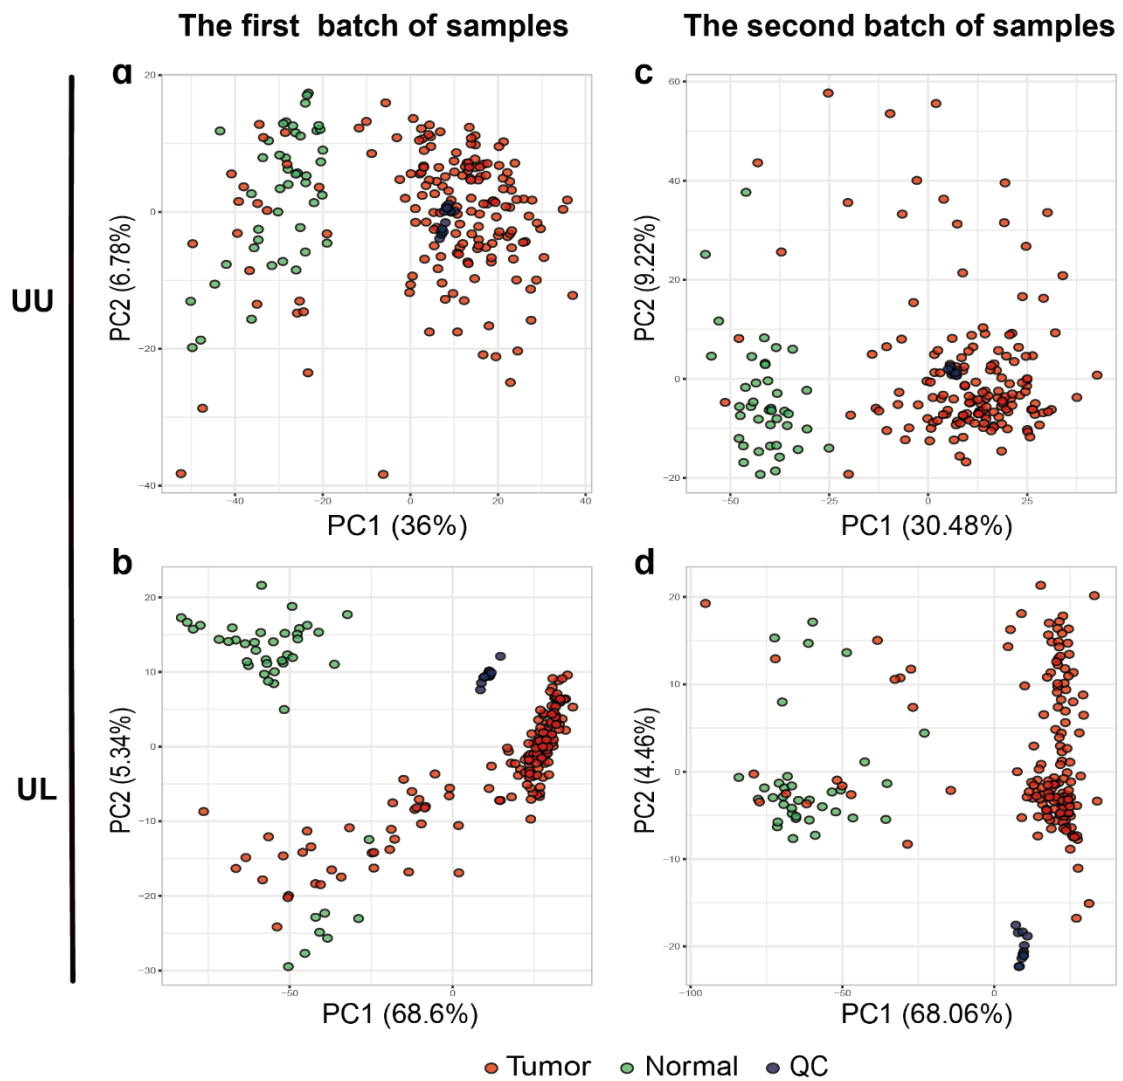 The first batch of samples
The second batch of samples
UU
UL
a
20
0
−20
−40
−40
−20
0
20
40
PC2 (6.78%)
PC1 (36%)
c
60
40
20
0
−20
−50
−25
0
25
PC2 (9.22%)
PC1 (30.48%)
b
20
10
0
−10
−20
−30
−50
0
PC2 (5.34%)
PC1 (68.6%)
d
20
10
0
−10
−20
−100
−50
0
PC2 (4.46%)
PC1 (68.06%)
Tumor Normal QC